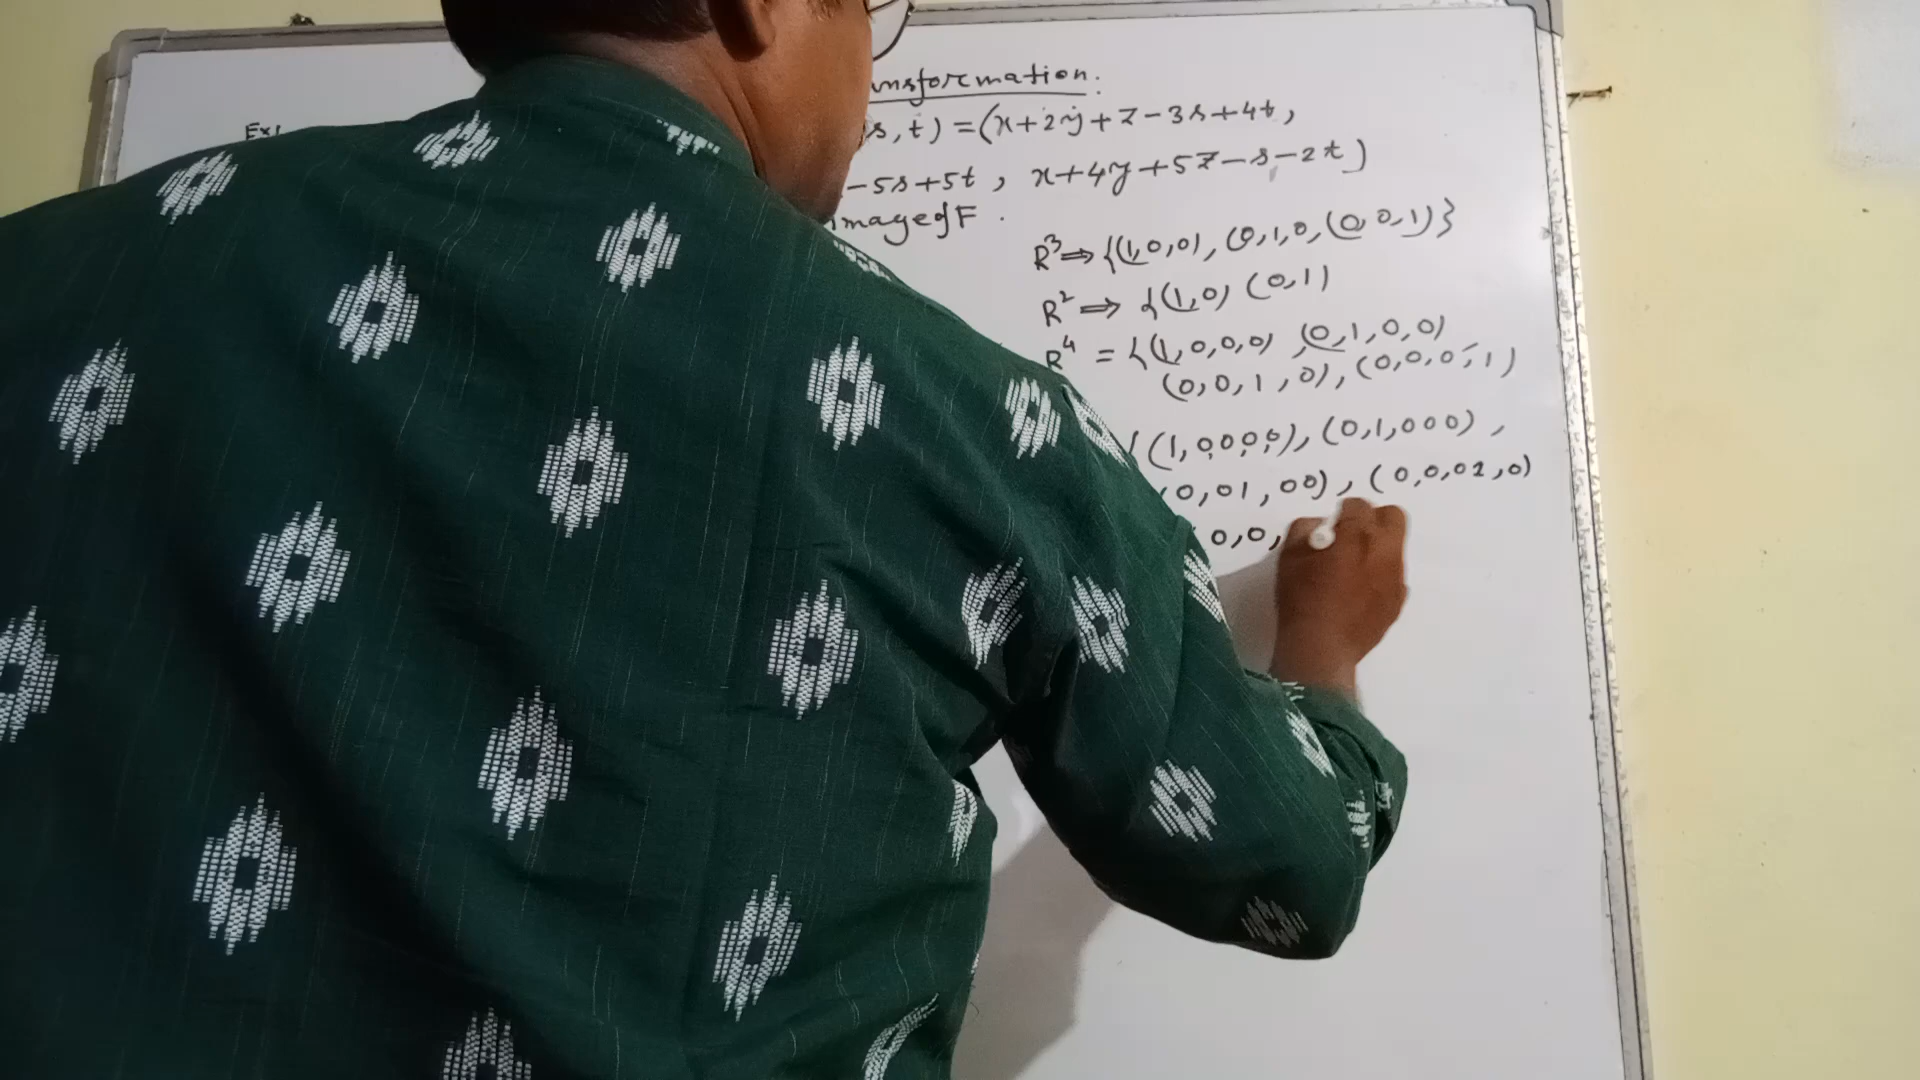 nsformation.
Ex1
s, t) = (x+2y+z-3s+4t,
-5s+5t, x+4y+5z-s-2t)
image of F.
R³ ⇒ {(1,0,0), (0,1,0,(0,0,1)}
R² ⇒ {(1,0) (0,1)
R⁴ = {(1,0,0,0), (0,1,0,0)
(0,0,1,0), (0,0,0,1)
{(1,0,0,0,0), (0,1,000),
(0,01,00), (0,0,01,0)
0,0,